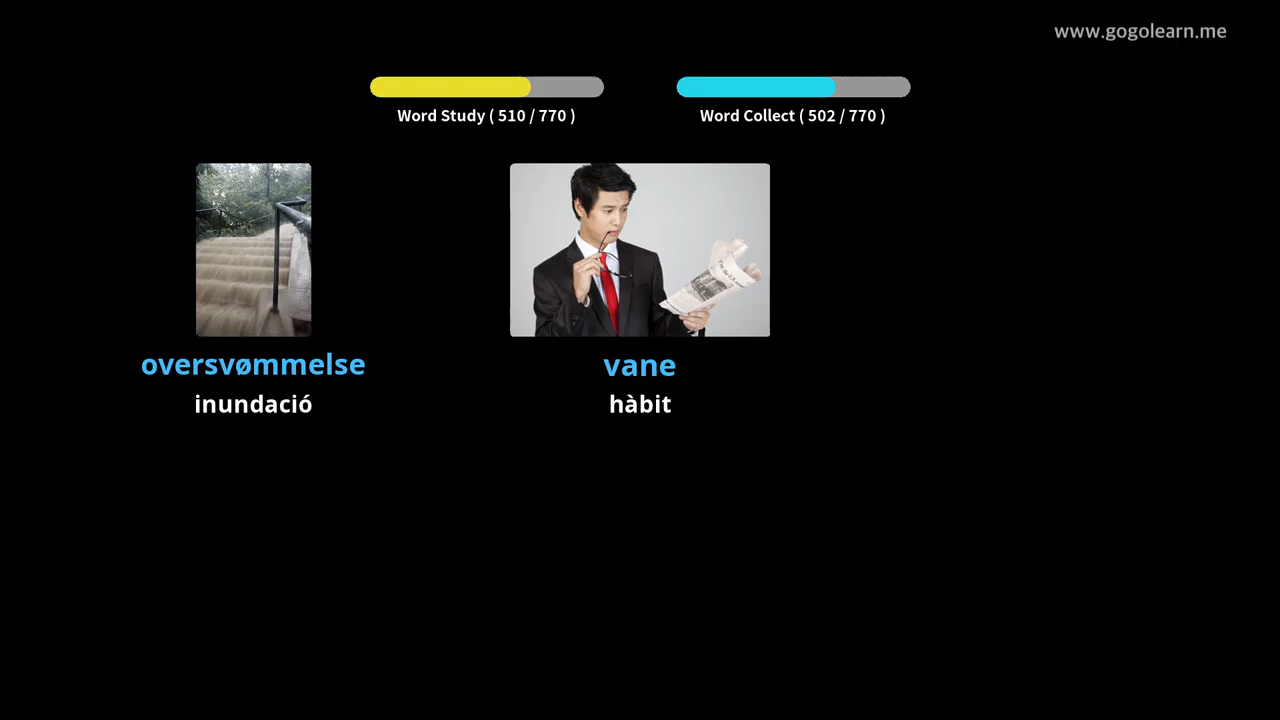 www.gogolearn.me
Word Study ( 510 / 770 )
Word Collect ( 502 / 770 )
oversvømmelse
inundació
vane
hàbit